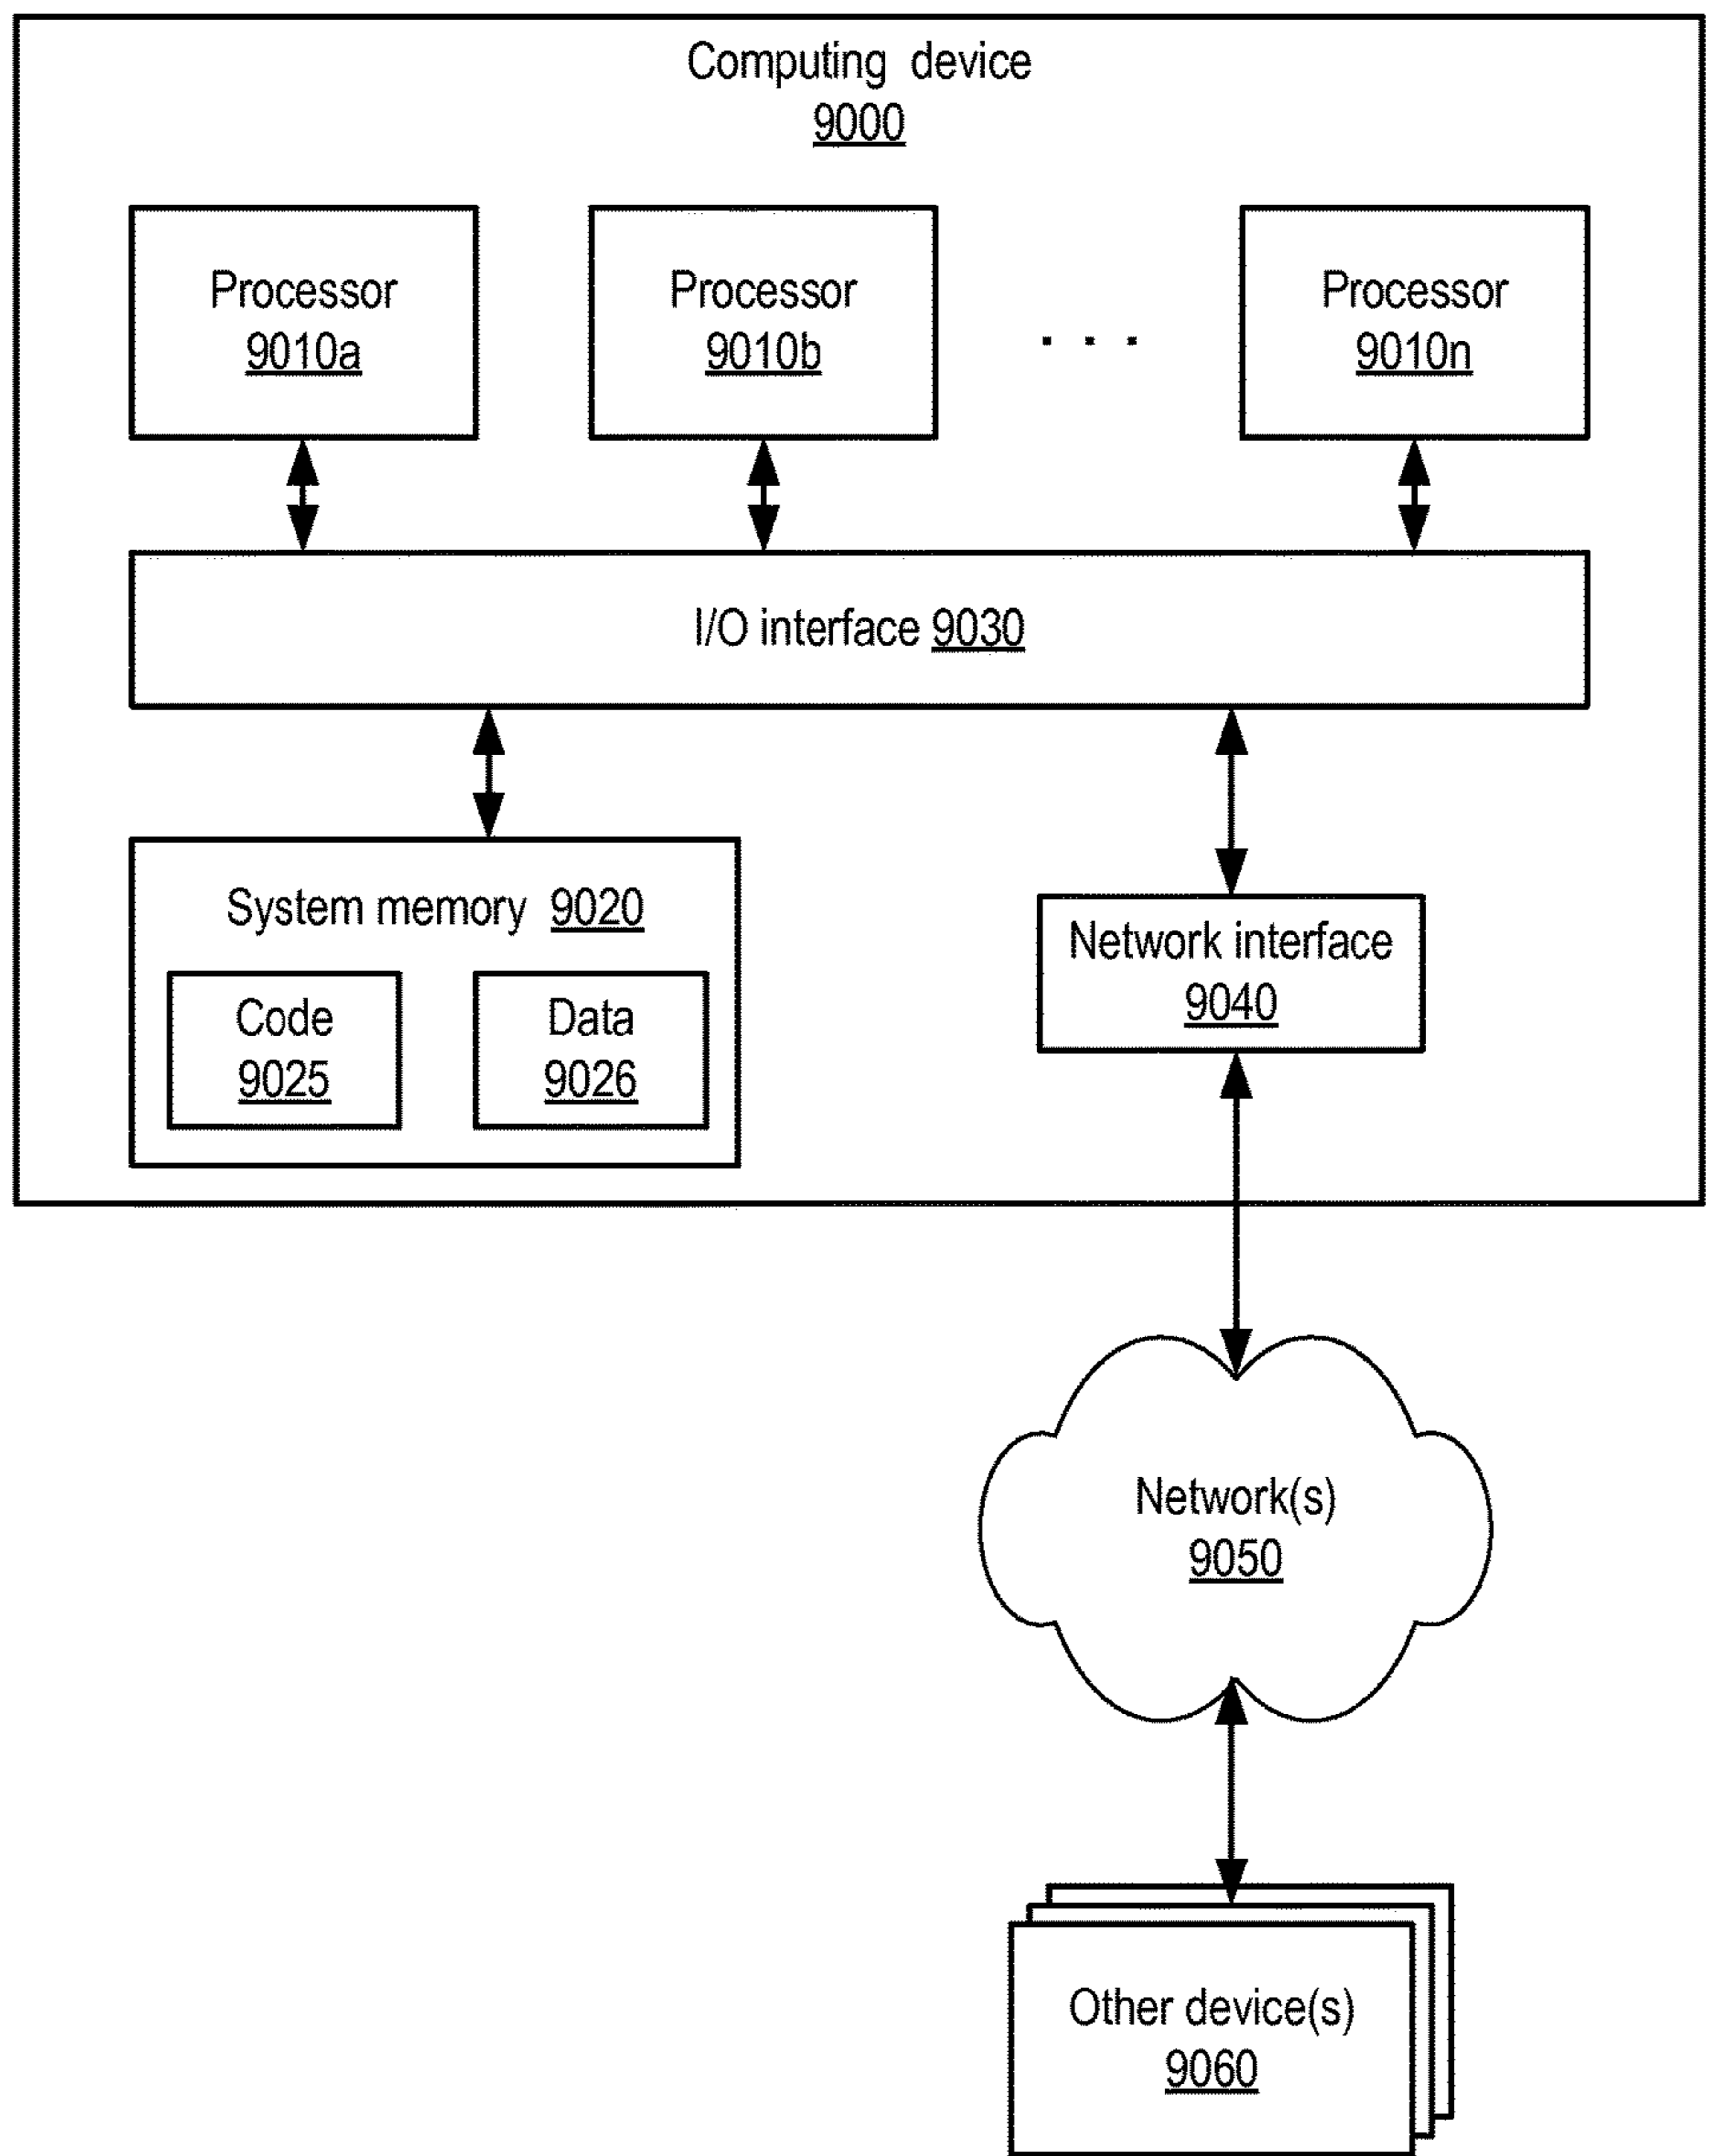 Computing device
9000
Processor
9010a
Processor
9010b
. . .
Processor
9010n
I/O interface 9030
System memory 9020
Code
9025
Data
9026
Network interface
9040
Network(s)
9050
Other device(s)
9060